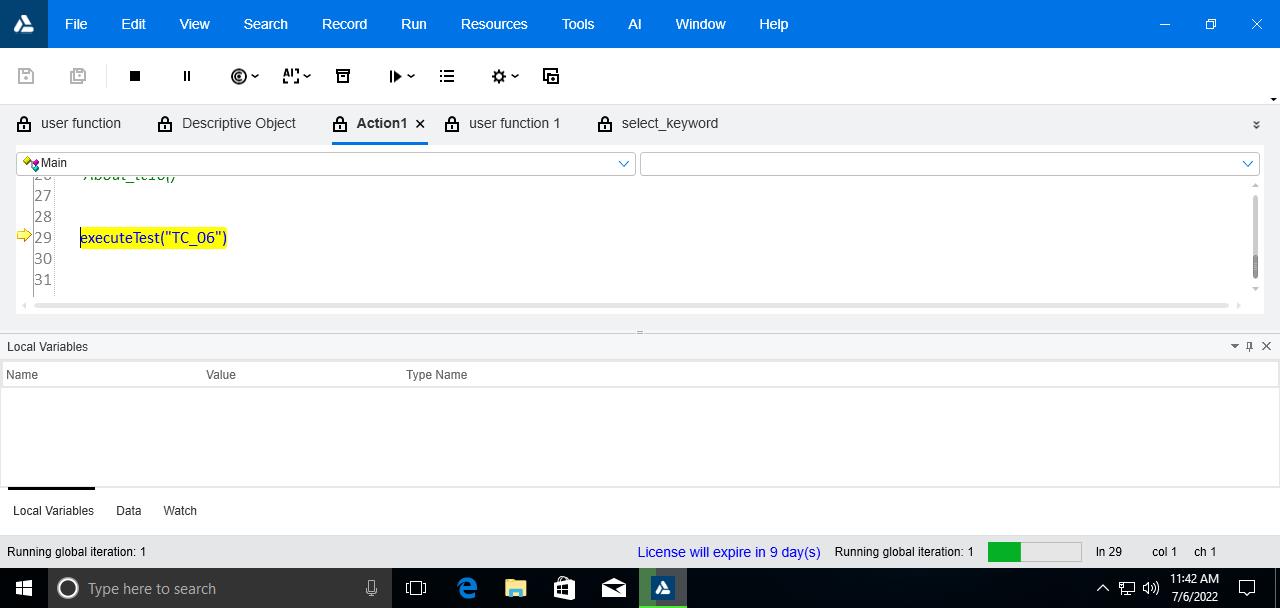 File Edit View Search Record Run Resources Tools AI Window Help
user function Descriptive Object Action1 user function 1 select_keyword
Main
27
28
29 executeTest("TC_06")
30
31
Local Variables
Name Value Type Name
Local Variables Data Watch
Running global iteration: 1 License will expire in 9 day(s) Running global iteration: 1 ln 29 col 1 ch 1
Type here to search
11:42 AM
7/6/2022